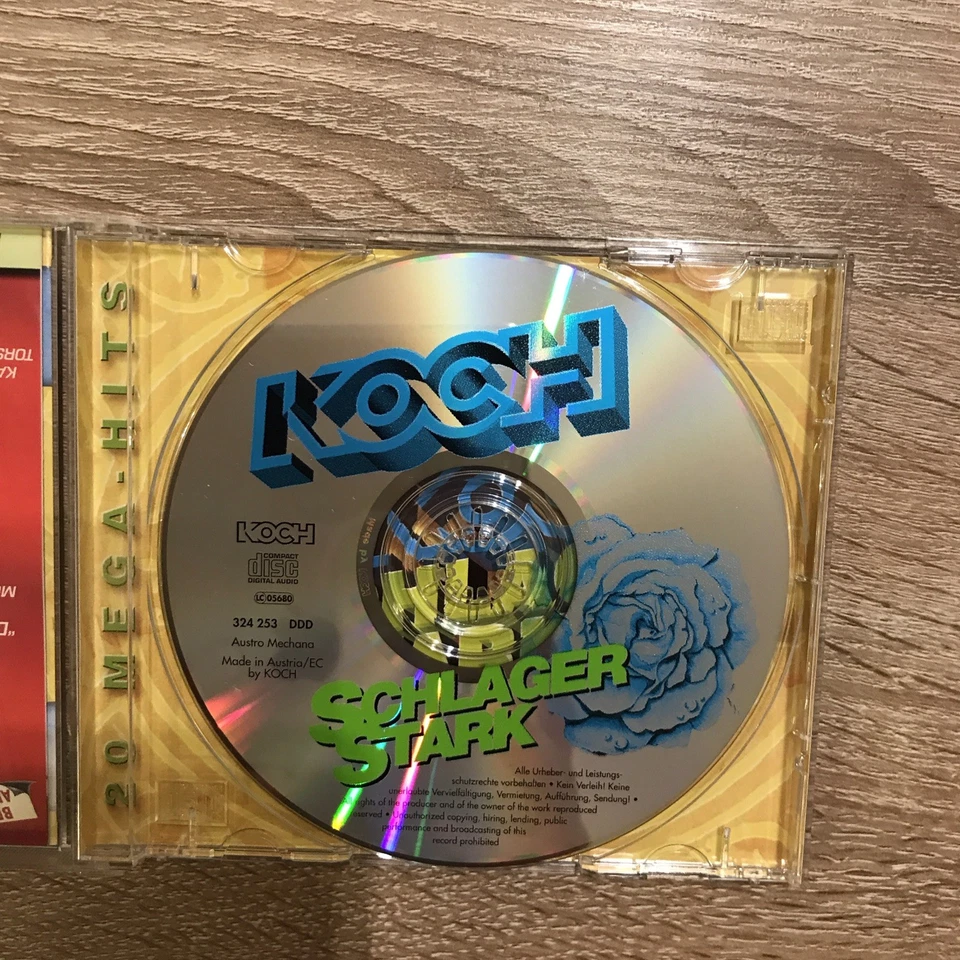 20 MEGA-HITS
KOCH
KOCH
COMPACT
disc
DIGITAL AUDIO
LC 05680
324 253 DDD
Austro Mechana
Made in Austria/EC
by KOCH
SCHLAGER
STARK
Alle Urheber- und Leistungs-
schutzrechte vorbehalten • Kein Verleih! Keine
unerlaubte Vervielfältigung, Vermietung, Aufführung, Sendung! •
All rights of the producer and of the owner of the work reproduced
reserved • Unauthorized copying, hiring, lending, public
performance and broadcasting of this
record prohibited